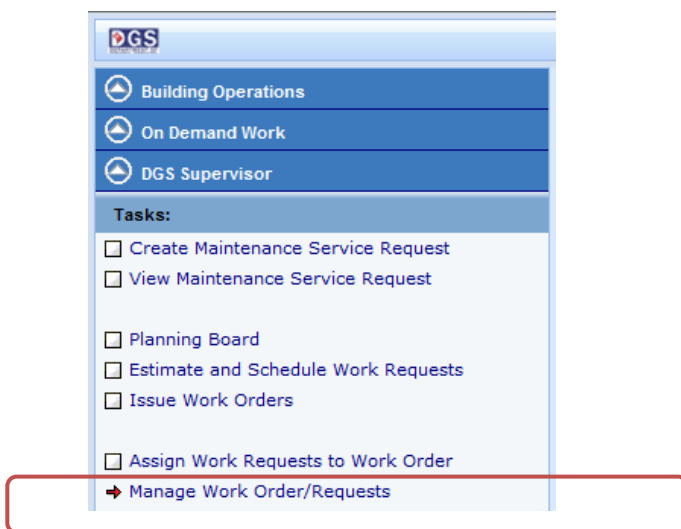 DGS
Building Operations
On Demand Work
DGS Supervisor
Tasks:
Create Maintenance Service Request
View Maintenance Service Request
Planning Board
Estimate and Schedule Work Requests
Issue Work Orders
Assign Work Requests to Work Order
Manage Work Order/Requests